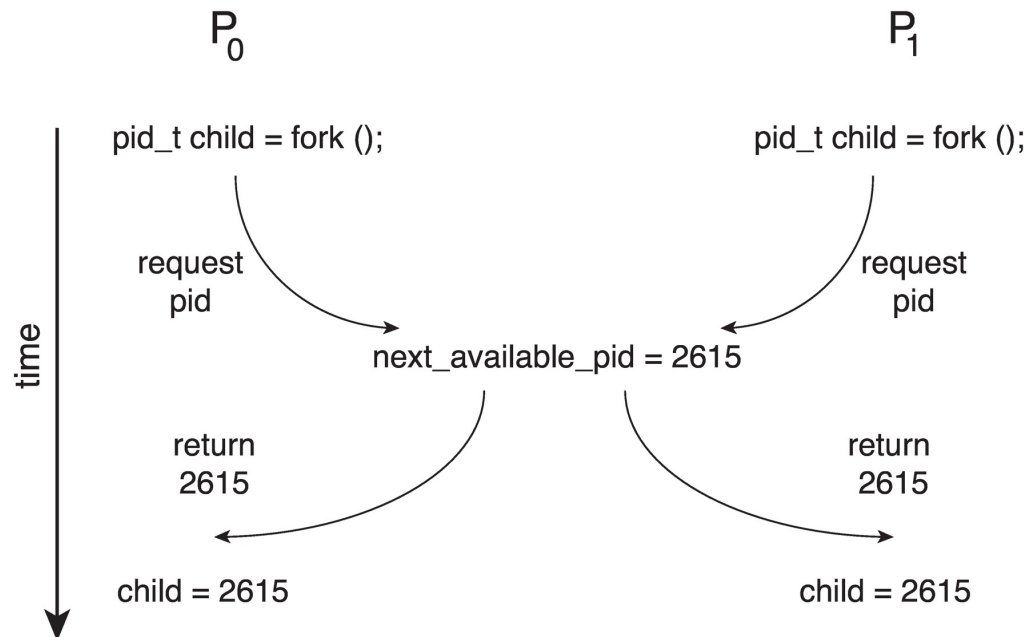 P0 P1
pid_t child = fork (); pid_t child = fork ();
request request
pid pid
time
next_available_pid = 2615
return return
2615 2615
child = 2615 child = 2615